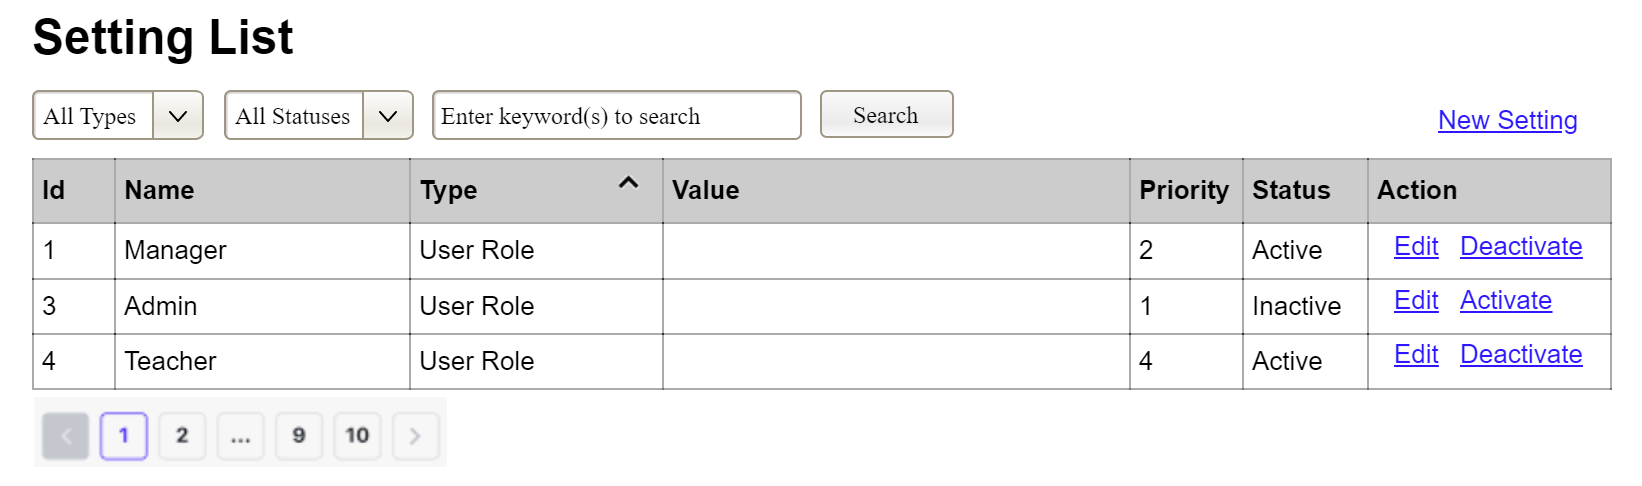 Setting List
All Types All Statuses Enter keyword(s) to search Search New Setting
Id Name Type Value Priority Status Action
1 Manager User Role 2 Active Edit Deactivate
3 Admin User Role 1 Inactive Edit Activate
4 Teacher User Role 4 Active Edit Deactivate
1 2 ... 9 10